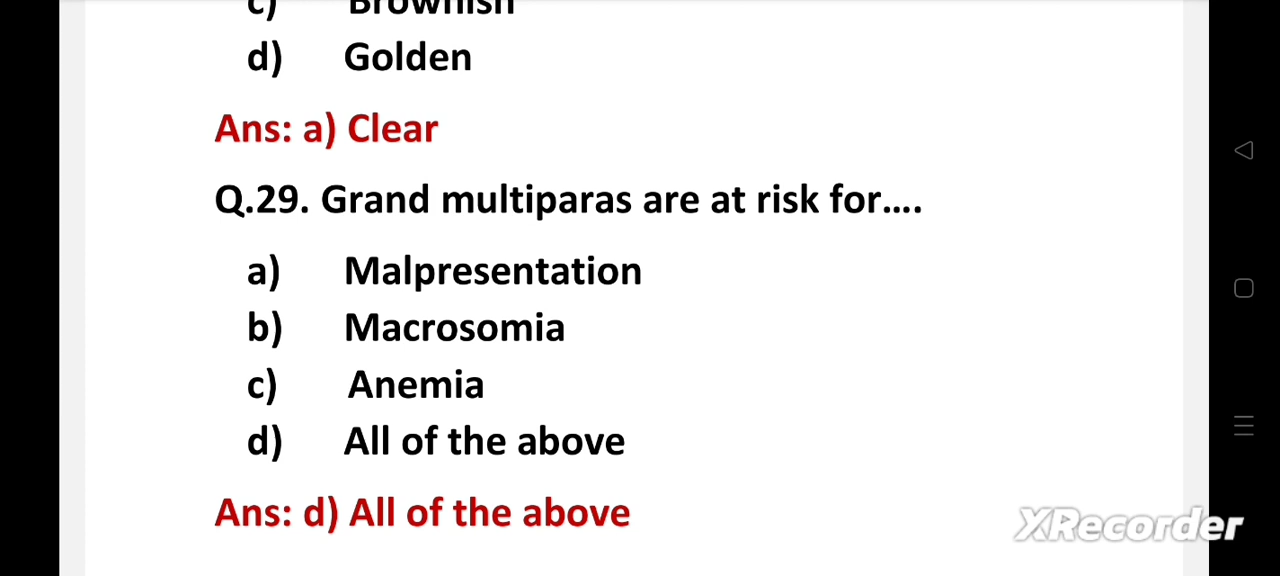 c) Brownish
d) Golden
Ans: a) Clear
Q.29. Grand multiparas are at risk for....
a) Malpresentation
b) Macrosomia
c) Anemia
d) All of the above
Ans: d) All of the above
XRecorder